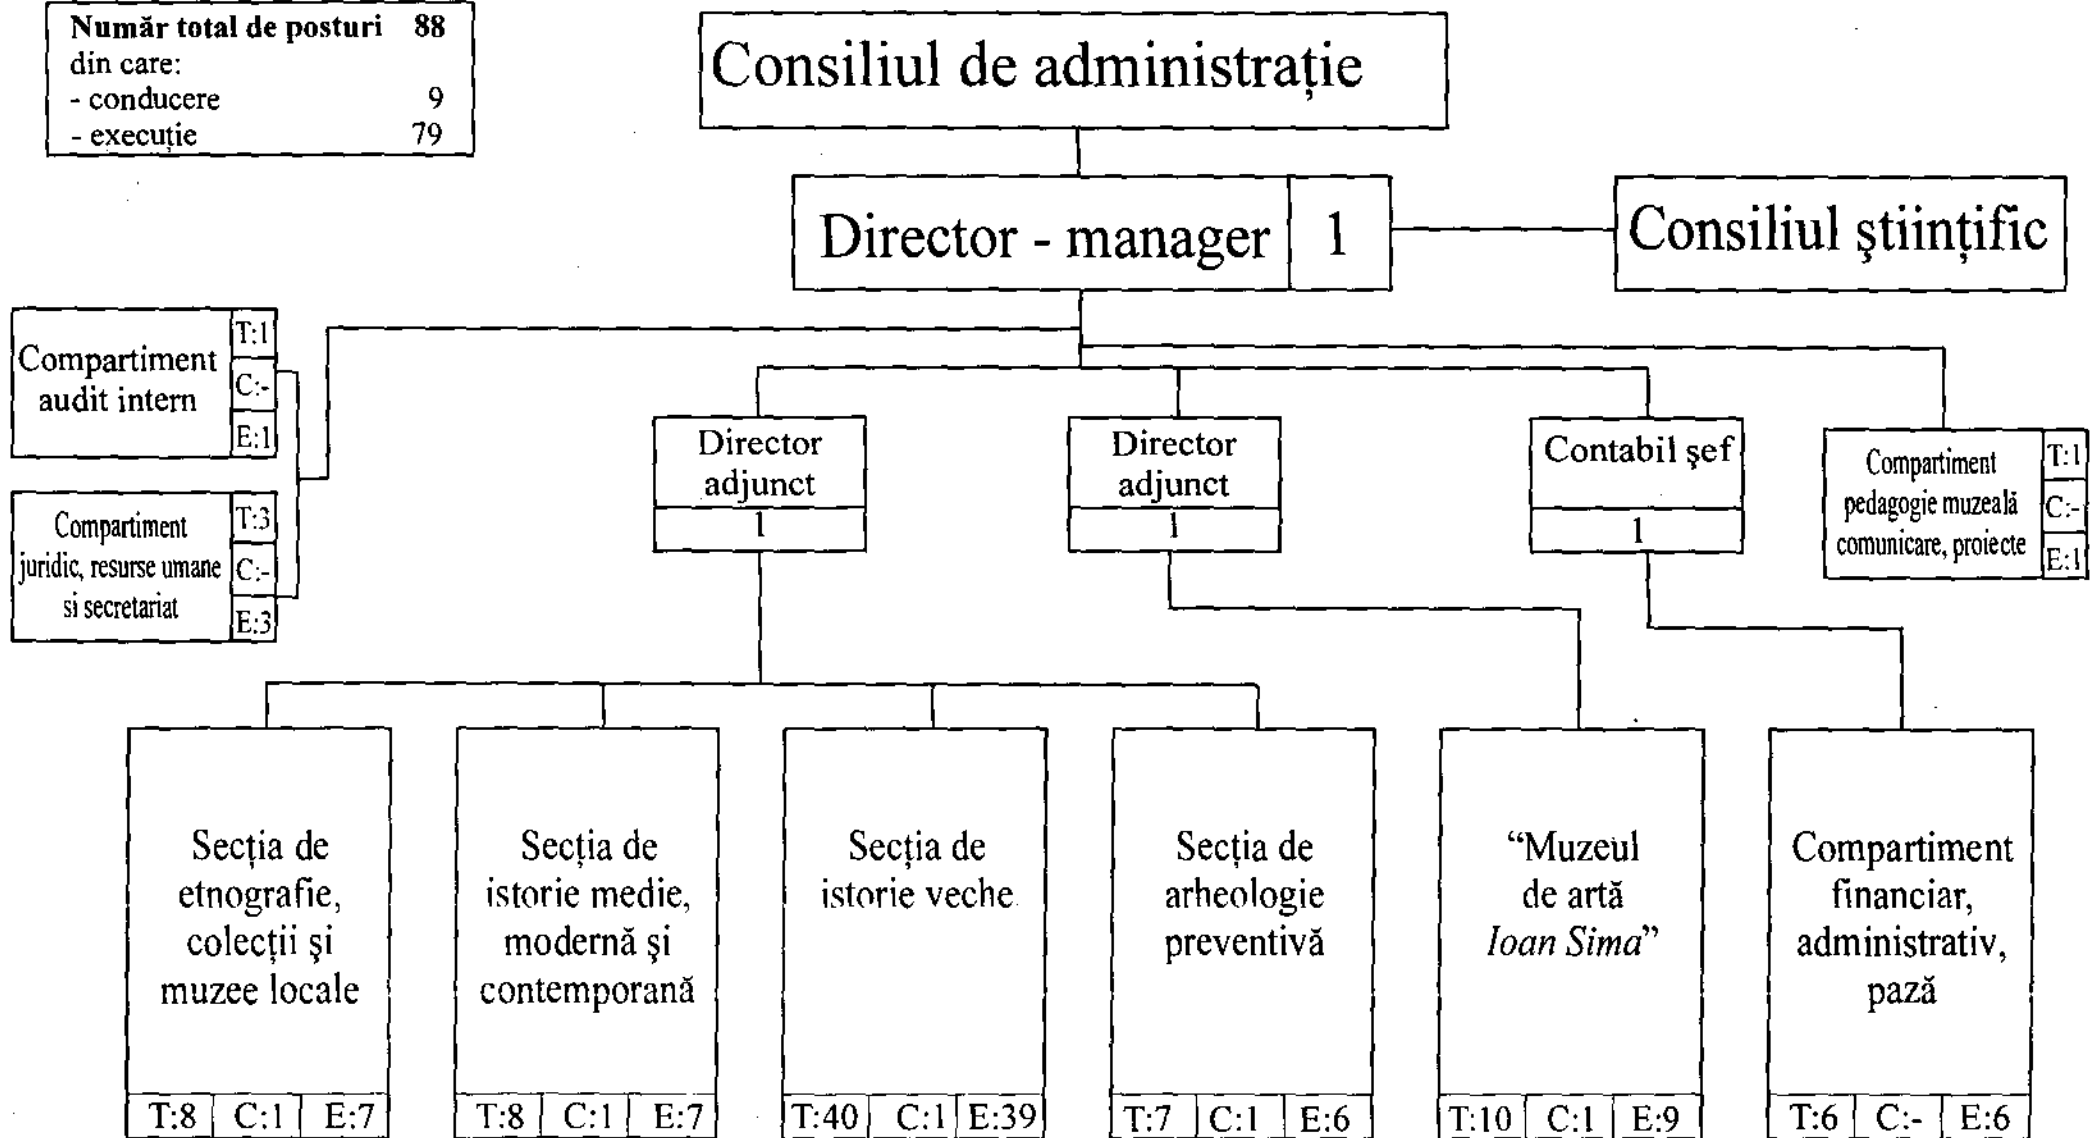 Număr total de posturi 88
din care:
- conducere 9
- execuție 79
Consiliul de administrație
Director - manager 1
Consiliul ştiințific
Compartiment
audit intern
T:1
C:-
E:1
Compartiment
juridic, resurse umane
si secretariat
T:3
C:-
E:3
Director
adjunct
1
Director
adjunct
1
Contabil şef
1
Compartiment
pedagogie muzeală
comunicare, proiecte
T:1
C:-
E:1
Secția de
etnografie,
colecții şi
muzee locale
T:8 C:1 E:7
Secția de
istorie medie,
modernă şi
contemporană
T:8 C:1 E:7
Secția de
istorie veche
T:40 C:1 E:39
Secția de
arheologie
preventivă
T:7 C:1 E:6
“Muzeul
de artă
Ioan Sima”
T:10 C:1 E:9
Compartiment
financiar,
administrativ,
pază
T:6 C:- E:6